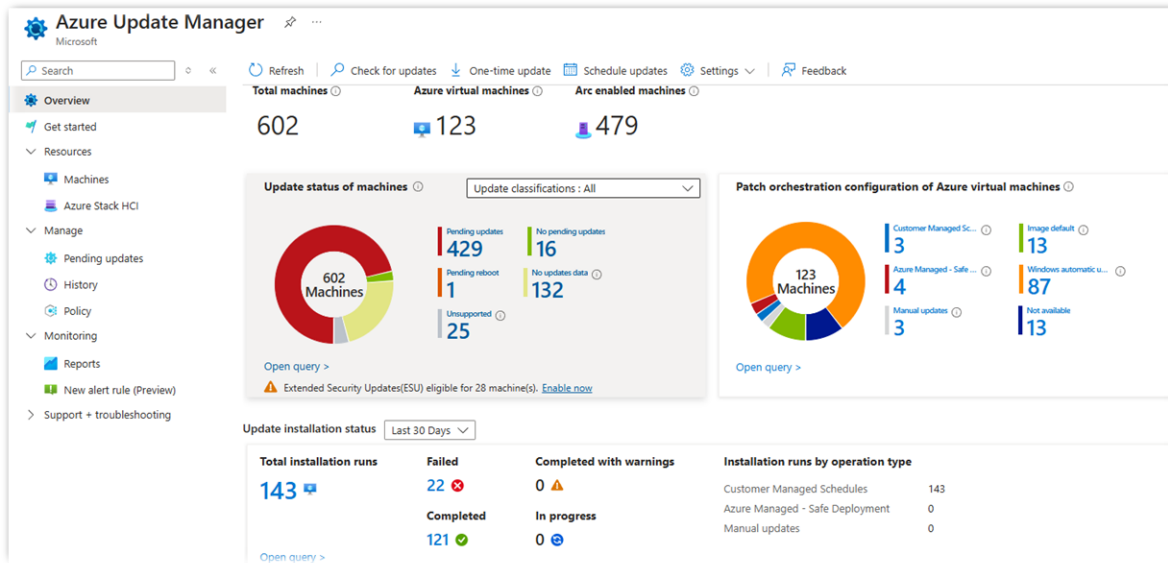 Azure Update Manager
Microsoft
Search
Overview
Get started
Resources
Machines
Azure Stack HCI
Manage
Pending updates
History
Policy
Monitoring
Reports
New alert rule (Preview)
Support + troubleshooting
Refresh
Check for updates
One-time update
Schedule updates
Settings
Feedback
Total machines
Azure virtual machines
Arc enabled machines
602
123
479
Update status of machines
Update classifications : All
602
Machines
Pending updates
429
No pending updates
16
Pending reboot
1
No updates data
132
Unsupported
25
Open query >
Extended Security Updates(ESU) eligible for 28 machine(s). Enable now
Patch orchestration configuration of Azure virtual machines
123
Machines
Customer Managed Sc...
3
Image default
13
Azure Managed - Safe ...
4
Windows automatic u...
87
Manual updates
3
Not available
13
Open query >
Update installation status
Last 30 Days
Total installation runs
143
Failed
22
Completed with warnings
0
Completed
121
In progress
0
Open query >
Installation runs by operation type
Customer Managed Schedules 143
Azure Managed - Safe Deployment 0
Manual updates 0